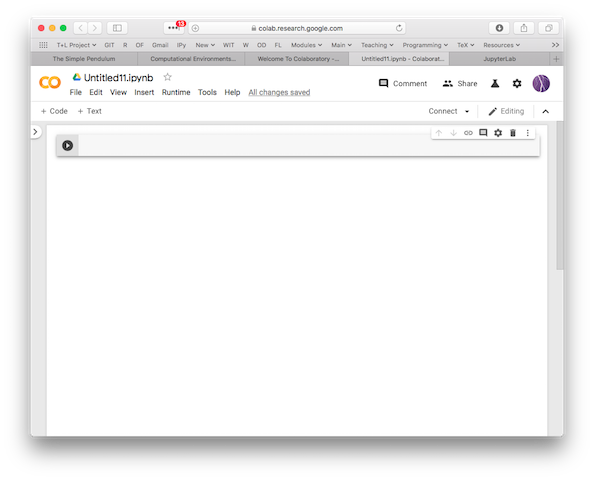 13
colab.research.google.com
T+L Project GIT R OF Gmail IPy New WIT W OD FL Modules Main Teaching Programming TeX Resources >>
The Simple Pendulum Computational Environments... Welcome To Colaboratory -... Untitled11.ipynb - Colaborat... JupyterLab +
CO Untitled11.ipynb Comment Share
File Edit View Insert Runtime Tools Help All changes saved
+ Code + Text Connect Editing